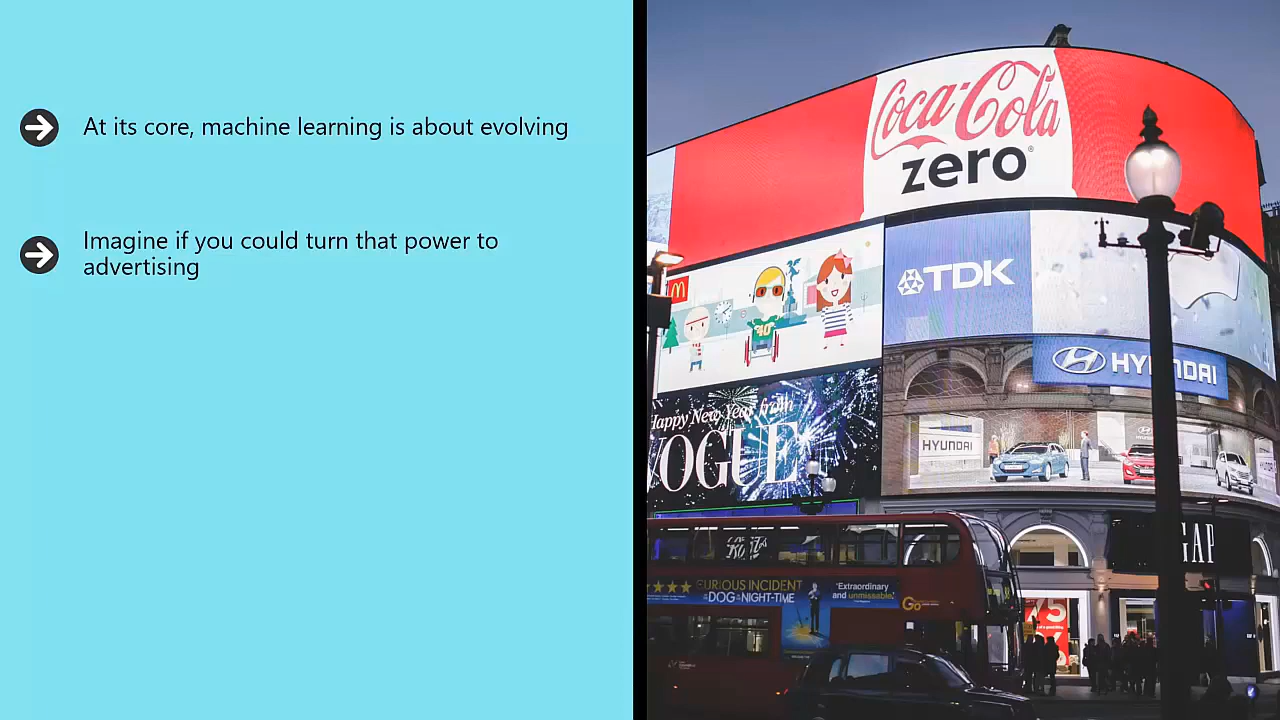 At its core, machine learning is about evolving
Imagine if you could turn that power to
advertising
Coca-Cola
zero
TDK
HYUNDAI
HYUNDAI
Happy New Year from
VOGUE
GAP
CURIOUS INCIDENT
DOG
NIGHT-TIME
"Extraordinary
and unmissable."
Go